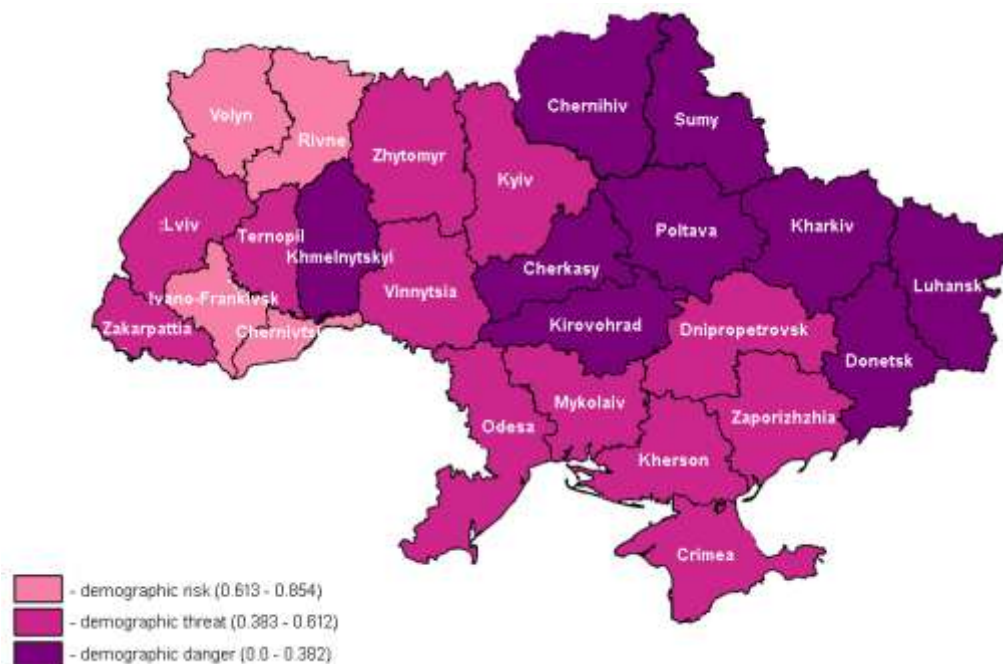 Volyn
Rivne
Zhytomyr
Chernihiv
Sumy
Kyiv
:Lviv
Ternopil
Khmelnytskyi
Poltava
Kharkiv
Cherkasy
Luhansk
Ivano-Frankivsk
Vinnytsia
Zakarpattia
Chernivtsi
Kirovohrad
Dnipropetrovsk
Donetsk
Mykolaiv
Zaporizhzhia
Odesa
Kherson
Crimea
- demographic risk (0.613 - 0.854)
- demographic threat (0.383 - 0.612)
- demographic danger (0.0 - 0.382)